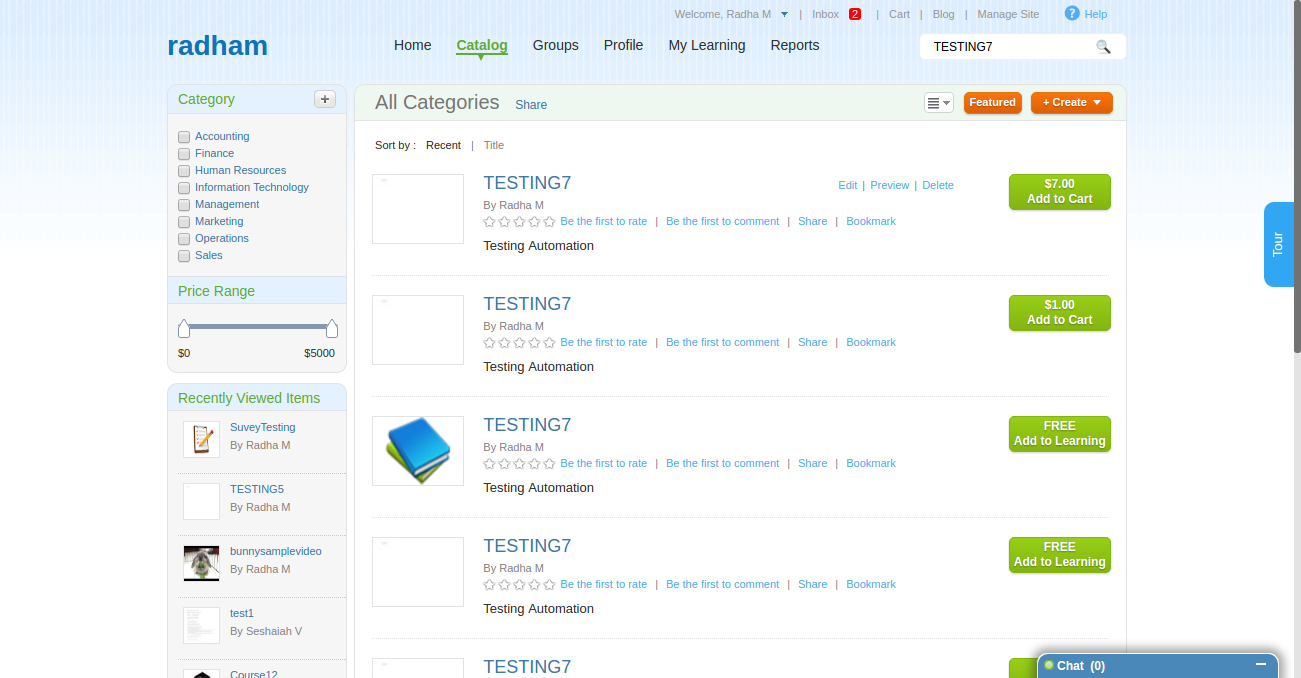 Welcome, Radha M | Inbox 2 | Cart | Blog | Manage Site ? Help
radham
Home Catalog Groups Profile My Learning Reports
TESTING7
Category +
Accounting
Finance
Human Resources
Information Technology
Management
Marketing
Operations
Sales
Price Range
$0 $5000
Recently Viewed Items
SuveyTesting
By Radha M
TESTING5
By Radha M
bunnysamplevideo
By Radha M
test1
By Seshaiah V
Course12
All Categories Share
Featured + Create
Sort by : Recent | Title
TESTING7 Edit | Preview | Delete
$7.00
Add to Cart
By Radha M
Be the first to rate | Be the first to comment | Share | Bookmark
Testing Automation
TESTING7
$1.00
Add to Cart
By Radha M
Be the first to rate | Be the first to comment | Share | Bookmark
Testing Automation
TESTING7
FREE
Add to Learning
By Radha M
Be the first to rate | Be the first to comment | Share | Bookmark
Testing Automation
TESTING7
FREE
Add to Learning
By Radha M
Be the first to rate | Be the first to comment | Share | Bookmark
Testing Automation
TESTING7
Tour
Chat (0)